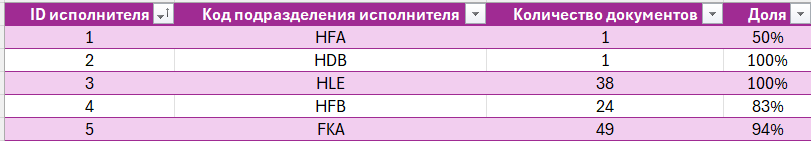 ID исполнителя Код подразделения исполнителя Количество документов Доля
1 HFA 1 50%
2 HDB 1 100%
3 HLE 38 100%
4 HFB 24 83%
5 FKA 49 94%